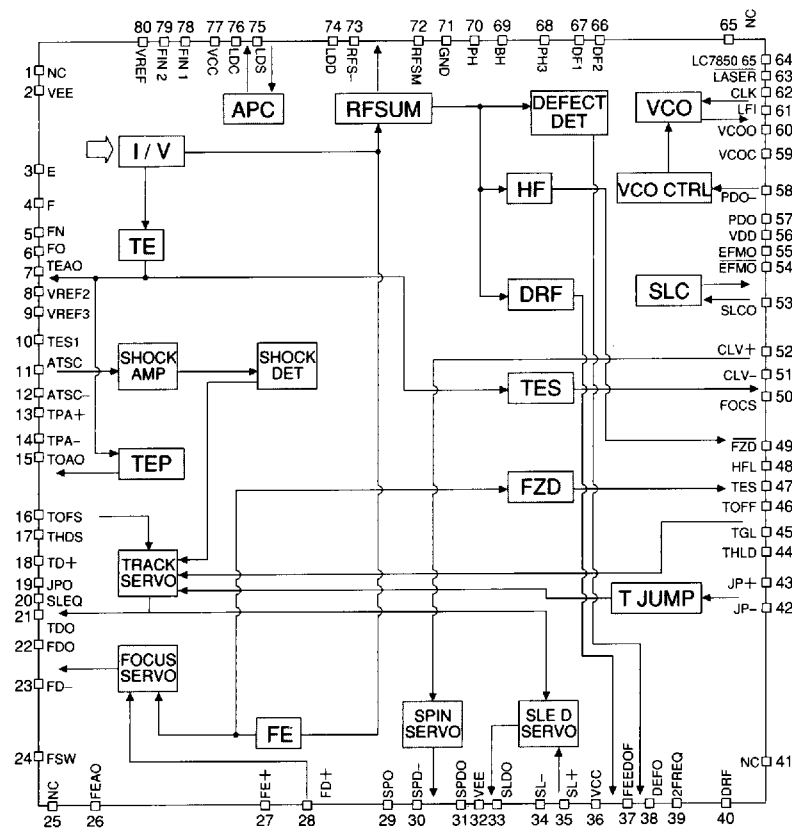 80 79 78 77 76 75 74 73 72 71 70 69 68 67 66 65
VREF FIN 2 FIN 1 VCC LDC LDS LDD RFS- RFSM GND PH BH PH3 DF1 DF2 NC
1 NC
2 VEE
3 E
4 F
5 FN
6 FO
7 TEAO
8 VREF2
9 VREF3
10 TES1
11 ATSC
12 ATSC-
13 TPA+
14 TPA-
15 TOAO
16 TOFS
17 THDS
18 TD+
19 JPO
20 SLEQ
21 TDO
22 FDO
23 FD-
24 FSW
APC
RFSUM
DEFECT
DET
VCO
I / V
HF
VCO CTRL
TE
DRF
SLC
SHOCK
AMP
SHOCK
DET
TES
TEP
FZD
TRACK
SERVO
T JUMP
FOCUS
SERVO
FE
SPIN
SERVO
SLE D
SERVO
LC7850 65 64
LASER 63
CLK 62
LFI 61
VCOO 60
VCOC 59
PDO- 58
PDO 57
VDD 56
EFMO 55
EFMO 54
SLCO 53
CLV+ 52
CLV- 51
FOCS 50
FZD 49
HFL 48
TES 47
TOFF 46
TGL 45
THLD 44
JP+ 43
JP- 42
NC 41
NC FEAO FE+ FD+ SPO SPD- SPDO VEE SLDO SL- SL+ VCC FEEDOF DEFO 2FREQ DRF
25 26 27 28 29 30 31 32 33 34 35 36 37 38 39 40